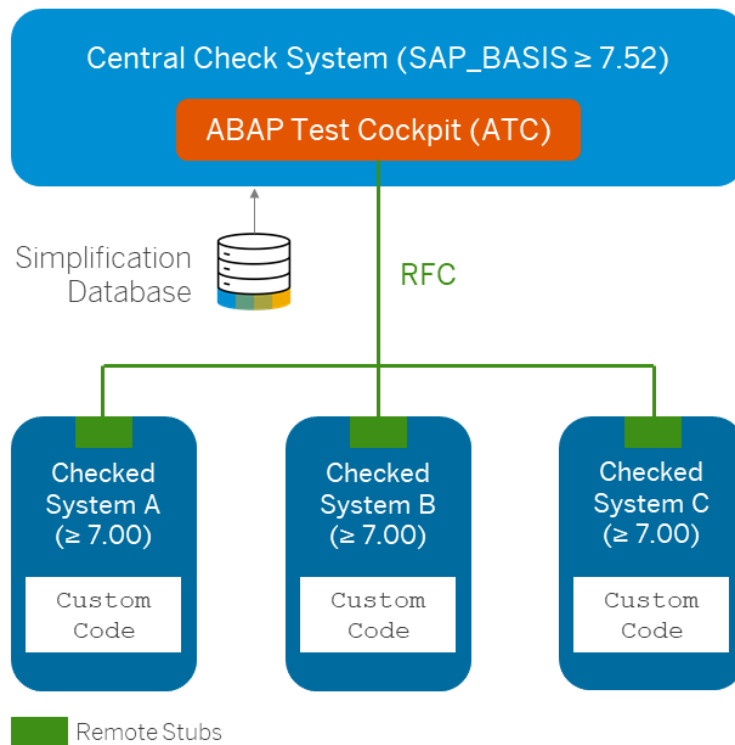 Central Check System (SAP_BASIS ≥ 7.52)
ABAP Test Cockpit (ATC)
Simplification
Database
RFC
Checked
System A
(≥ 7.00)
Custom
Code
Checked
System B
(≥ 7.00)
Custom
Code
Checked
System C
(≥ 7.00)
Custom
Code
Remote Stubs